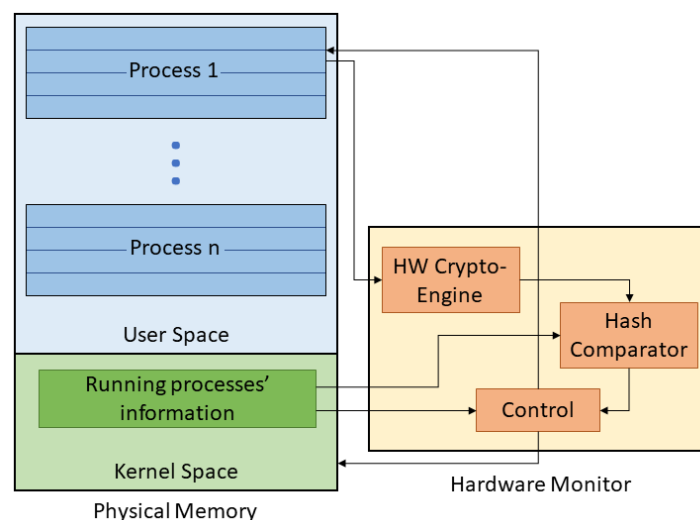 Process 1
Process n
User Space
Running processes'
information
Kernel Space
Physical Memory
HW Crypto-
Engine
Hash
Comparator
Control
Hardware Monitor